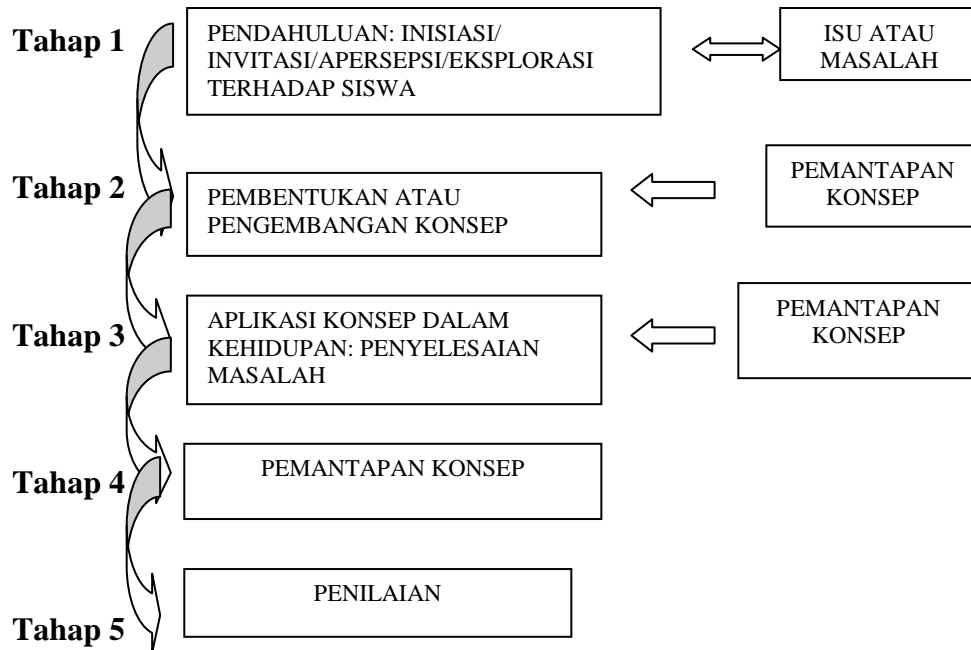 Tahap 1
PENDAHULUAN: INISIASI/
INVITASI/APERSEPSI/EKSPLORASI
TERHADAP SISWA
ISU ATAU
MASALAH
Tahap 2
PEMBENTUKAN ATAU
PENGEMBANGAN KONSEP
PEMANTAPAN
KONSEP
Tahap 3
APLIKASI KONSEP DALAM
KEHIDUPAN: PENYELESAIAN
MASALAH
PEMANTAPAN
KONSEP
Tahap 4
PEMANTAPAN KONSEP
Tahap 5
PENILAIAN